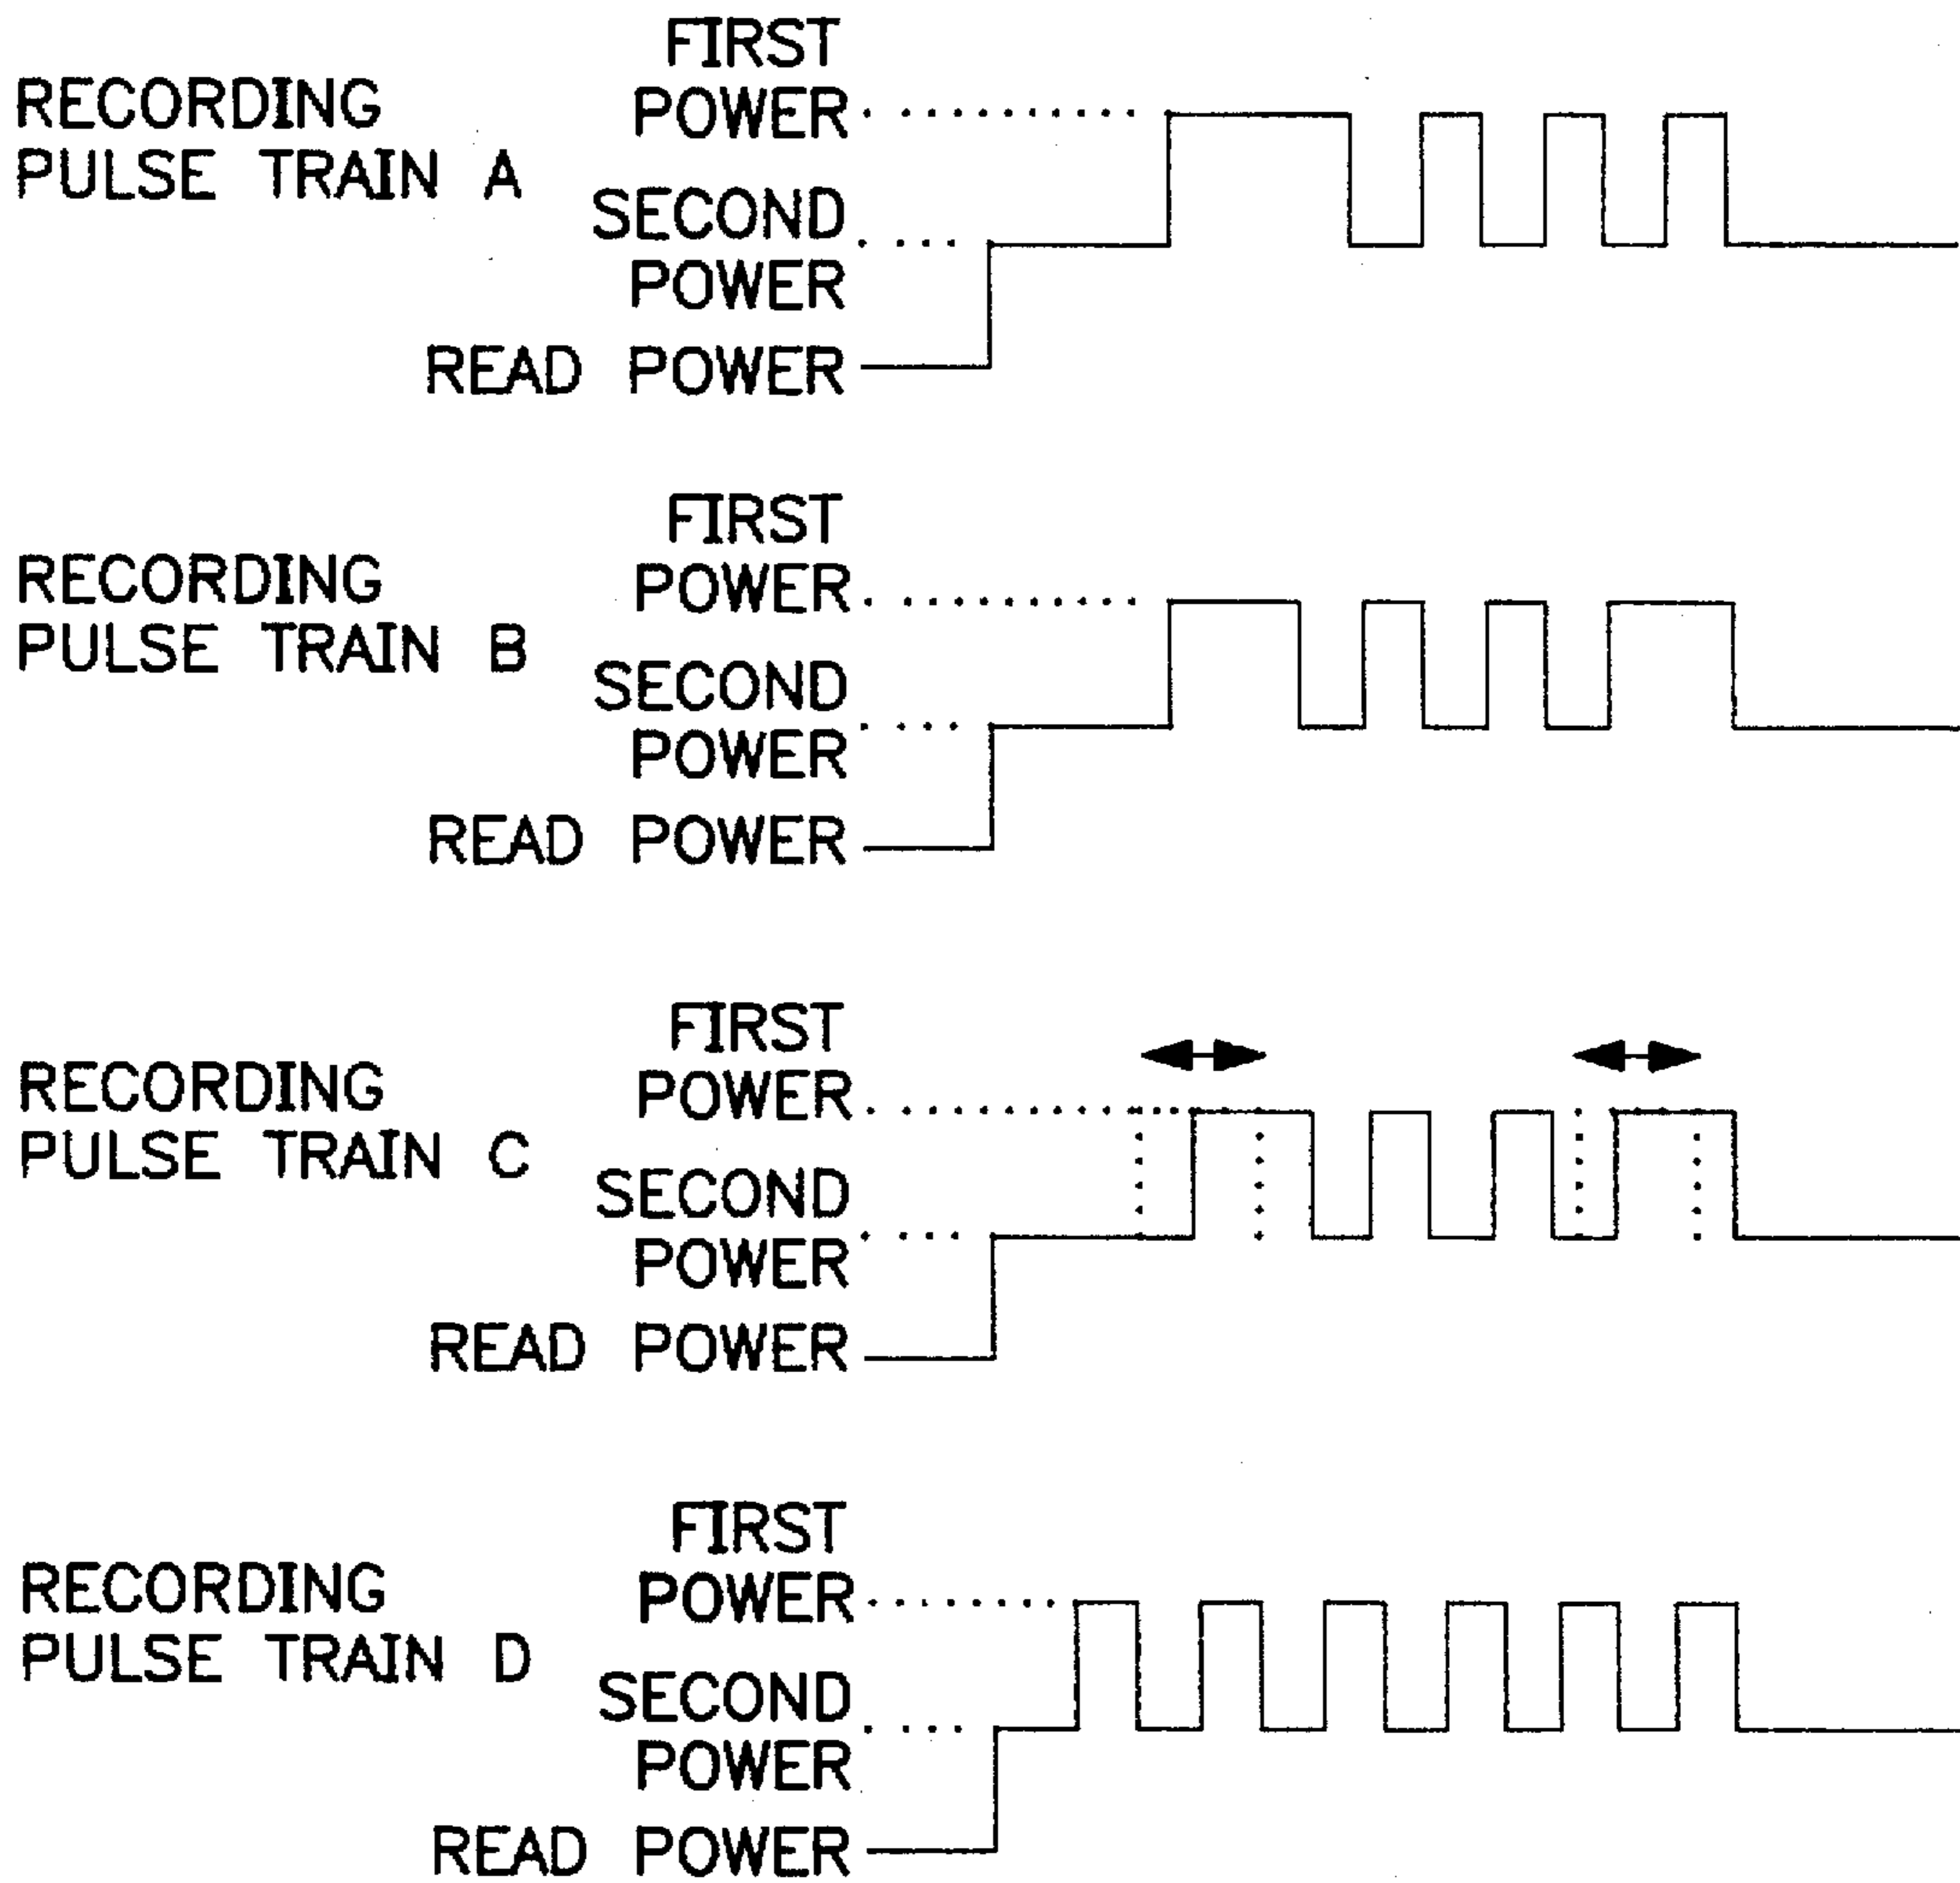 RECORDING
PULSE TRAIN A
FIRST
POWER
SECOND
POWER
READ POWER
RECORDING
PULSE TRAIN B
FIRST
POWER
SECOND
POWER
READ POWER
RECORDING
PULSE TRAIN C
FIRST
POWER
SECOND
POWER
READ POWER
RECORDING
PULSE TRAIN D
FIRST
POWER
SECOND
POWER
READ POWER